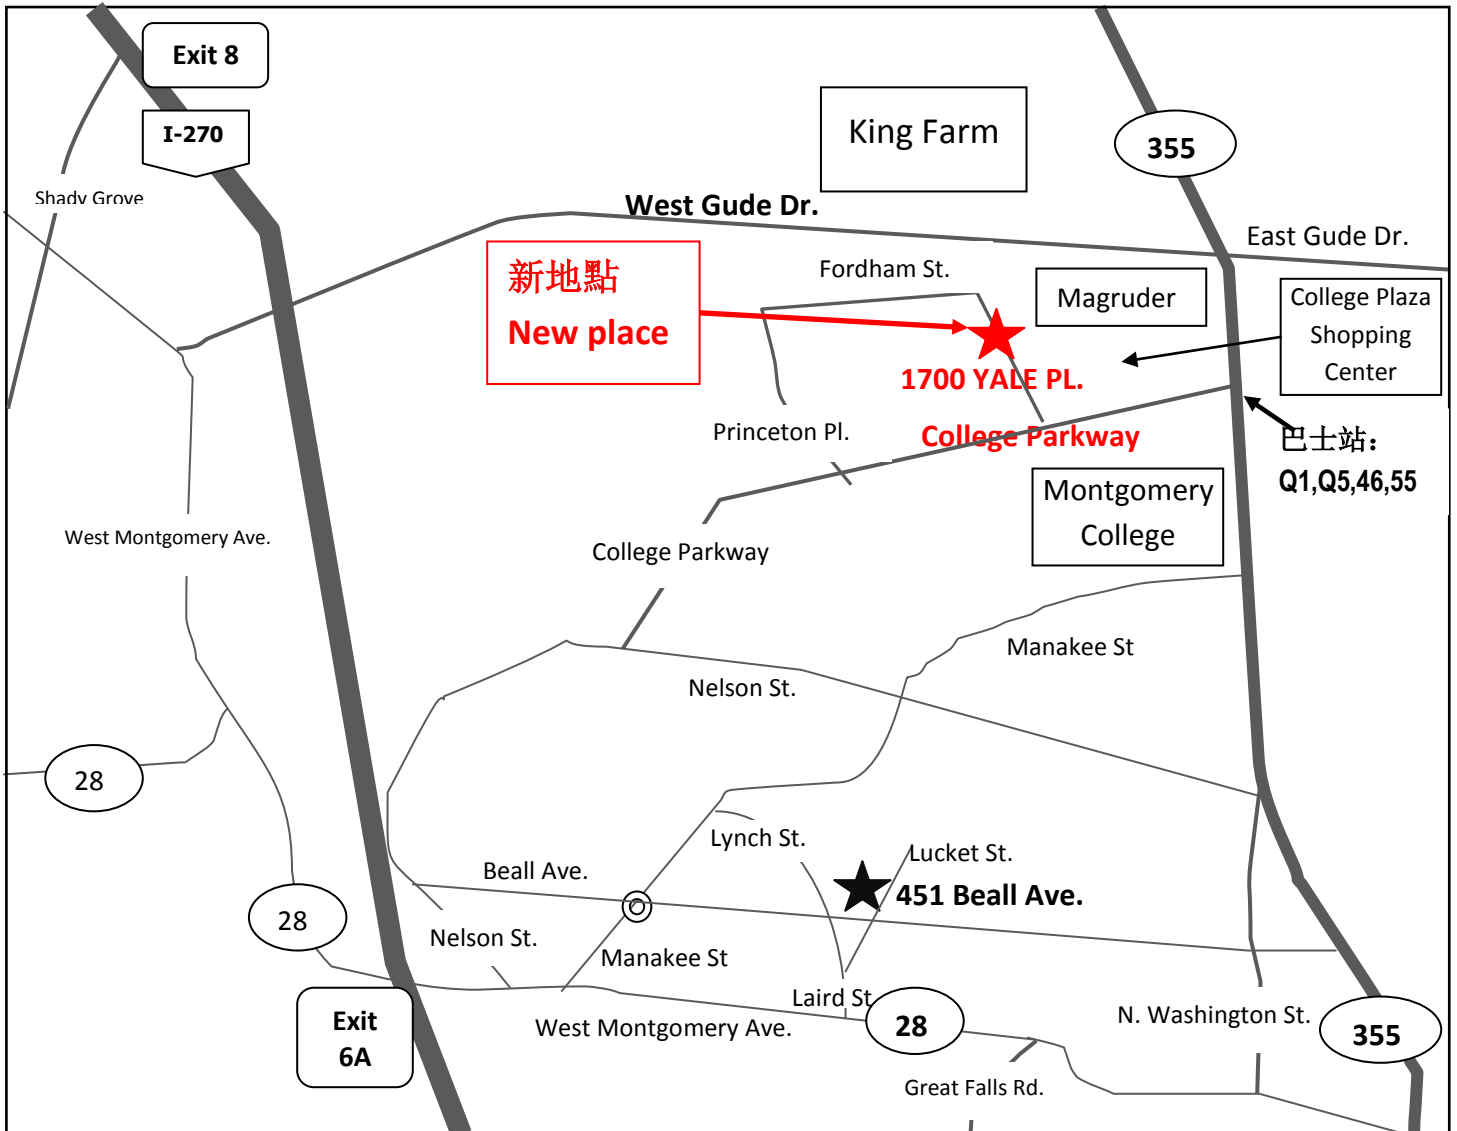 Exit 8
I-270
King Farm
355
Shady Grove
West Gude Dr.
East Gude Dr.
新地點
New place
Fordham St.
Magruder
College Plaza
Shopping
Center
1700 YALE PL.
Princeton Pl.
College Parkway
巴士站：
Q1,Q5,46,55
Montgomery
College
West Montgomery Ave.
College Parkway
Manakee St
Nelson St.
28
Lynch St.
Lucket St.
Beall Ave.
451 Beall Ave.
28
Nelson St.
Manakee St
Laird St.
28
West Montgomery Ave.
N. Washington St.
355
Exit
6A
Great Falls Rd.